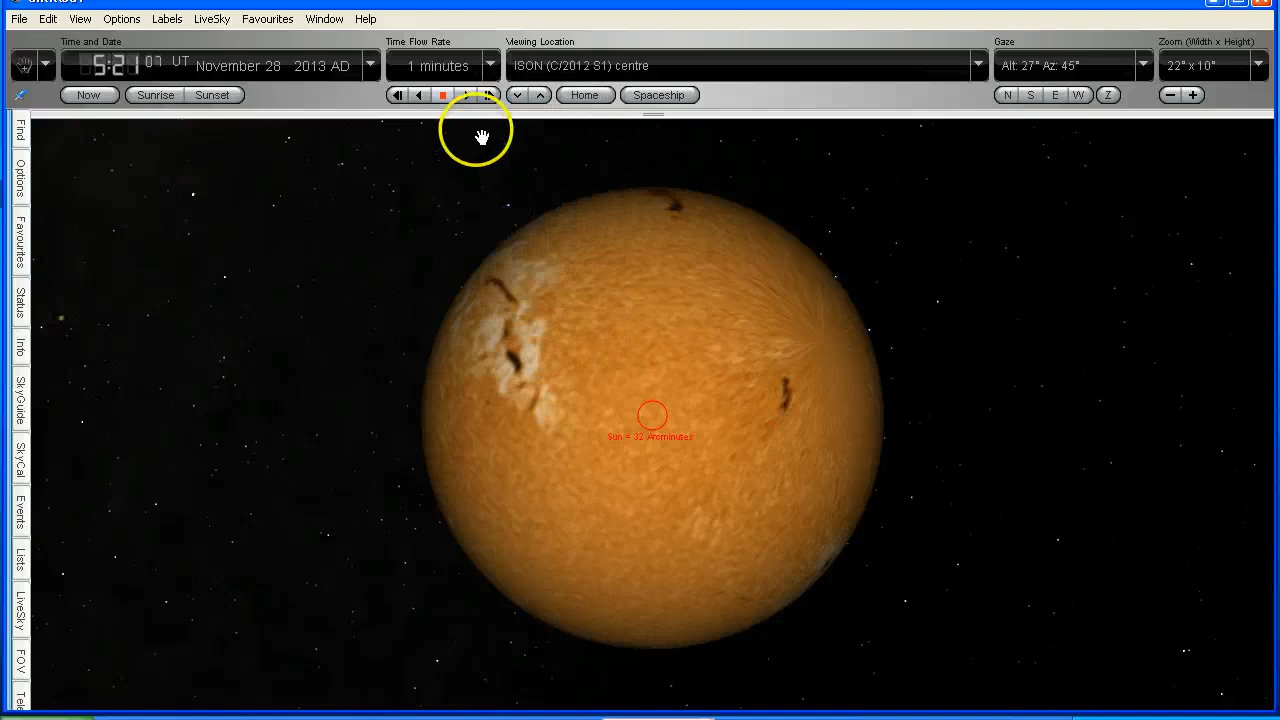 File Edit View Options Labels LiveSky Favourites Window Help
Time and Date Time Flow Rate Viewing Location Gaze Zoom (Width x Height)
5:21 07 UT November 28 2013 AD 1 minutes ISON (C/2012 S1) centre Alt: 27° Az: 45° 22° x 10°
Now Sunrise Sunset Home Spaceship N S E W Z
Find
Options
Favourites
Status
Info
SkyGuide
SkyCal
Events
Lists
LiveSky
FOV
Sun = 32 Arcminutes